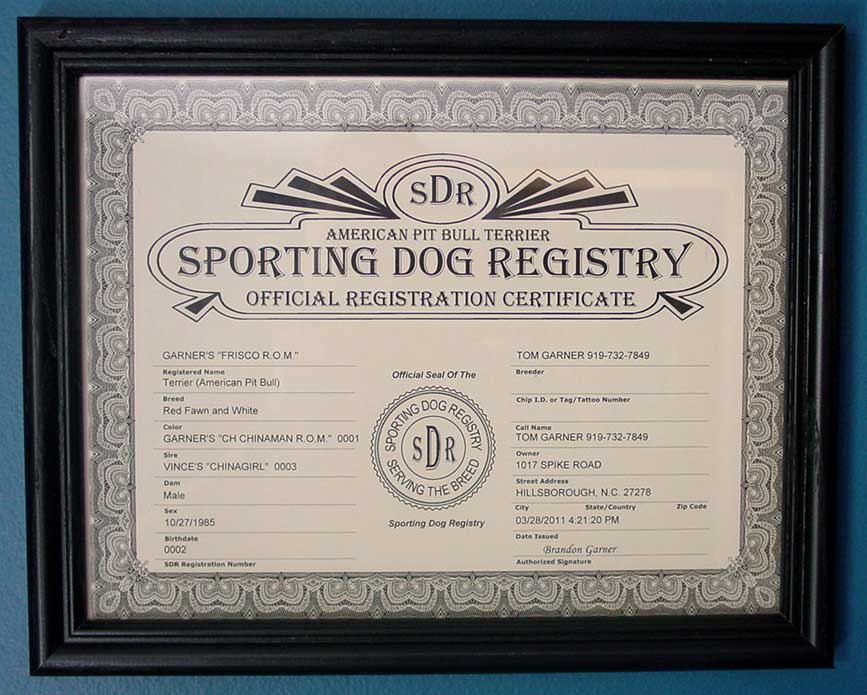 SDR
AMERICAN PIT BULL TERRIER
SPORTING DOG REGISTRY
OFFICIAL REGISTRATION CERTIFICATE
GARNER'S "FRISCO R.O.M."
Registered Name
Terrier (American Pit Bull)
Breed
Red Fawn and White
Color
GARNER'S "CH CHINAMAN R.O.M." 0001
Sire
VINCE'S "CHINAGIRL" 0003
Dam
Male
Sex
10/27/1985
Birthdate
0002
SDR Registration Number
Official Seal Of The
SPORTING DOG REGISTRY
SDR
SERVING THE BREED
Sporting Dog Registry
TOM GARNER 919-732-7849
Breeder
Chip I.D. or Tag/Tattoo Number
Call Name
TOM GARNER 919-732-7849
Owner
1017 SPIKE ROAD
Street Address
HILLSBOROUGH, N.C. 27278
City State/Country Zip Code
03/28/2011 4:21:20 PM
Date Issued
Brandon Garner
Authorized Signature